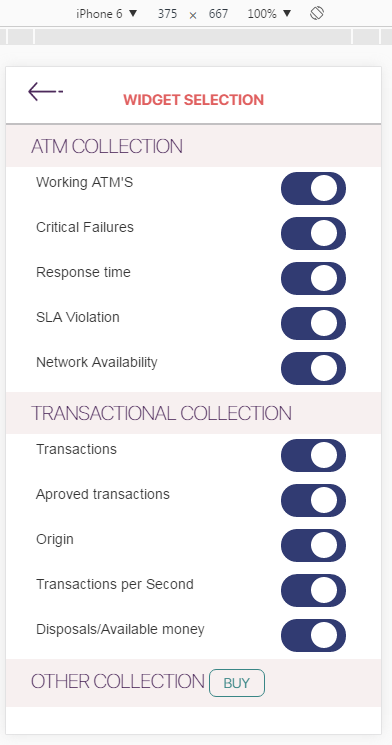 iPhone 6 ▼ 375 x 667 100% ▼
WIDGET SELECTION
ATM COLLECTION
Working ATM'S
Critical Failures
Response time
SLA Violation
Network Availability
TRANSACTIONAL COLLECTION
Transactions
Aproved transactions
Origin
Transactions per Second
Disposals/Available money
OTHER COLLECTION BUY